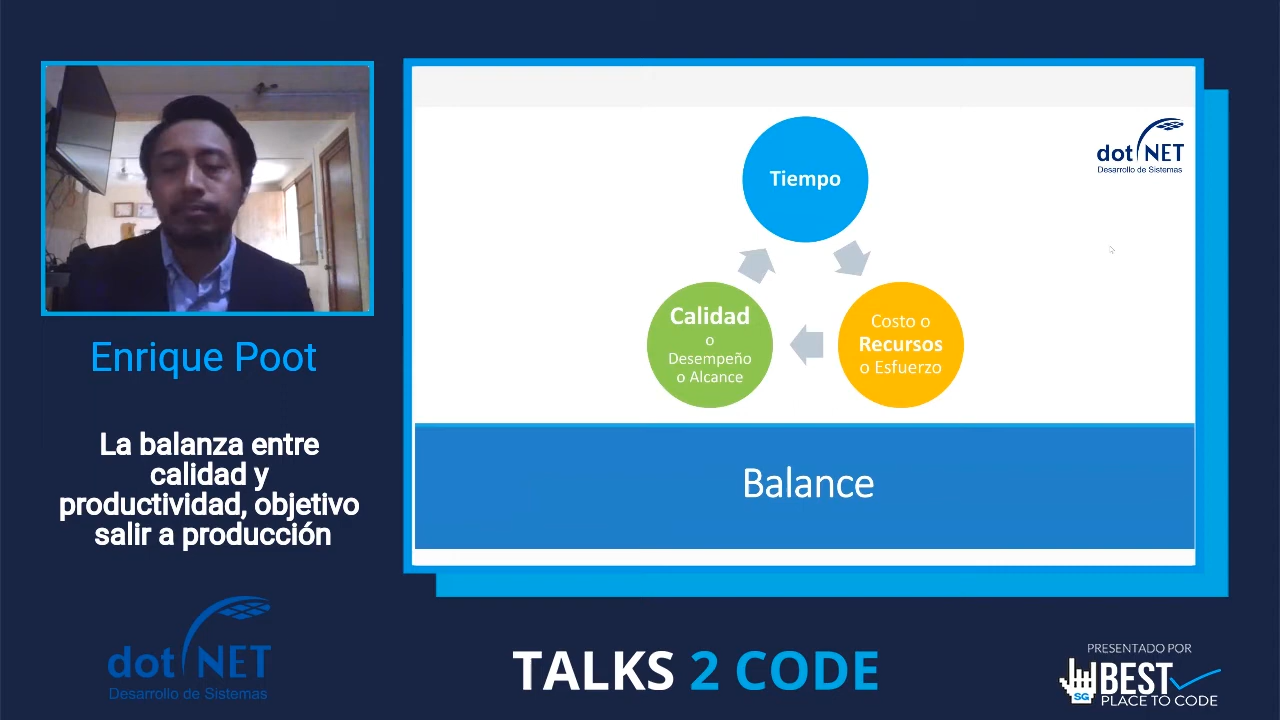 Enrique Poot
La balanza entre
calidad y
productividad, objetivo
salir a producción
dot NET
Desarrollo de Sistemas
Tiempo
Calidad
o
Desempeño
o Alcance
Costo o
Recursos
o Esfuerzo
dot NET
Desarrollo de Sistemas
Balance
TALKS 2 CODE
PRESENTADO POR
SG
BEST
PLACE TO CODE